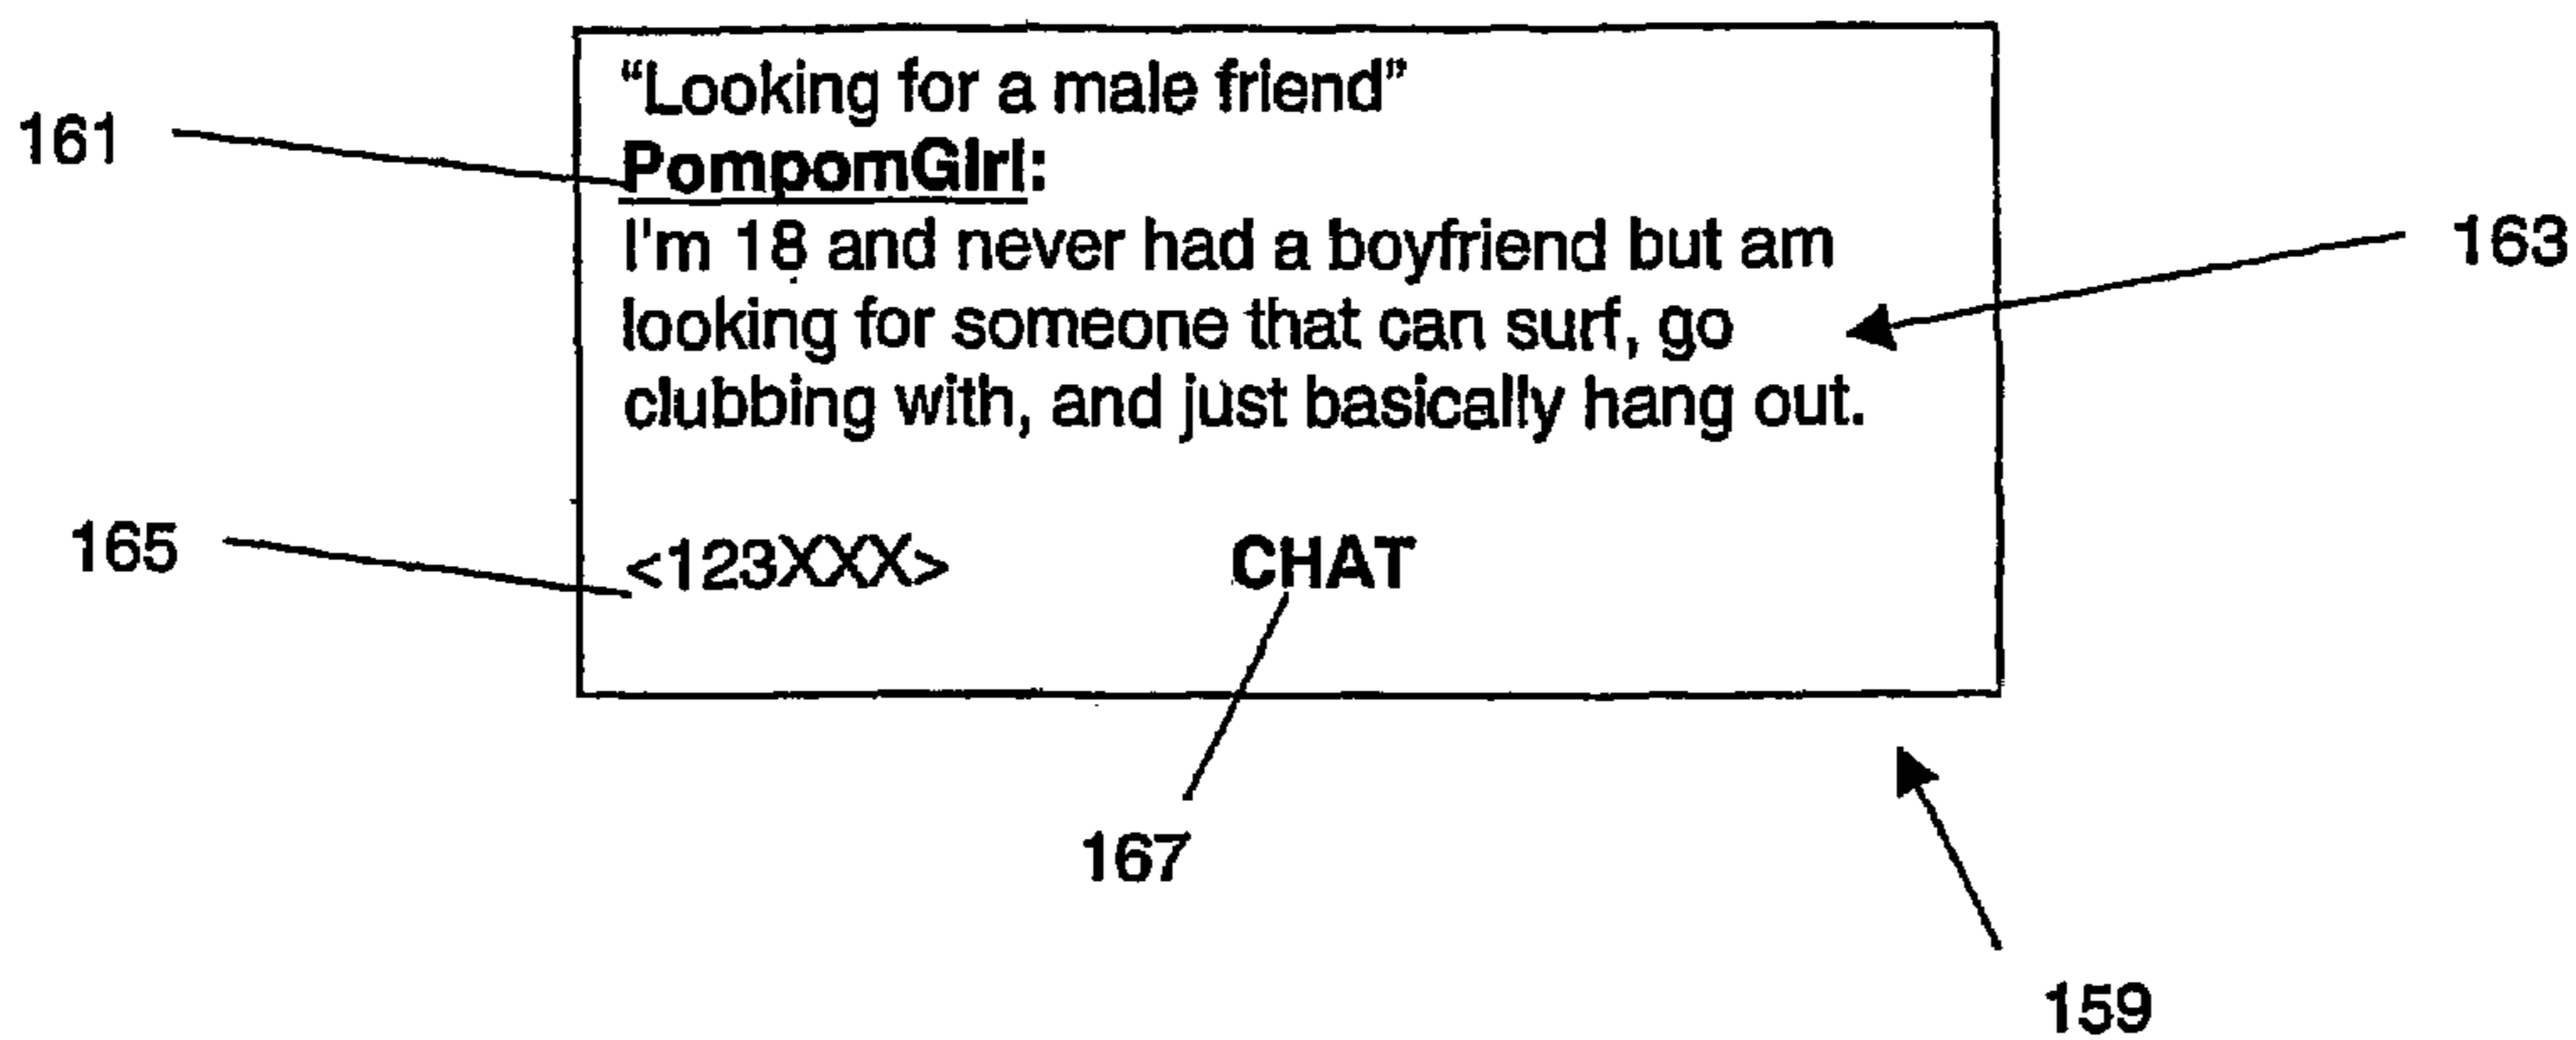 “Looking for a male friend”
161
PompomGirl:
I'm 18 and never had a boyfriend but am
163
looking for someone that can surf, go
clubbing with, and just basically hang out.
165
<123XXX>
CHAT
167
159